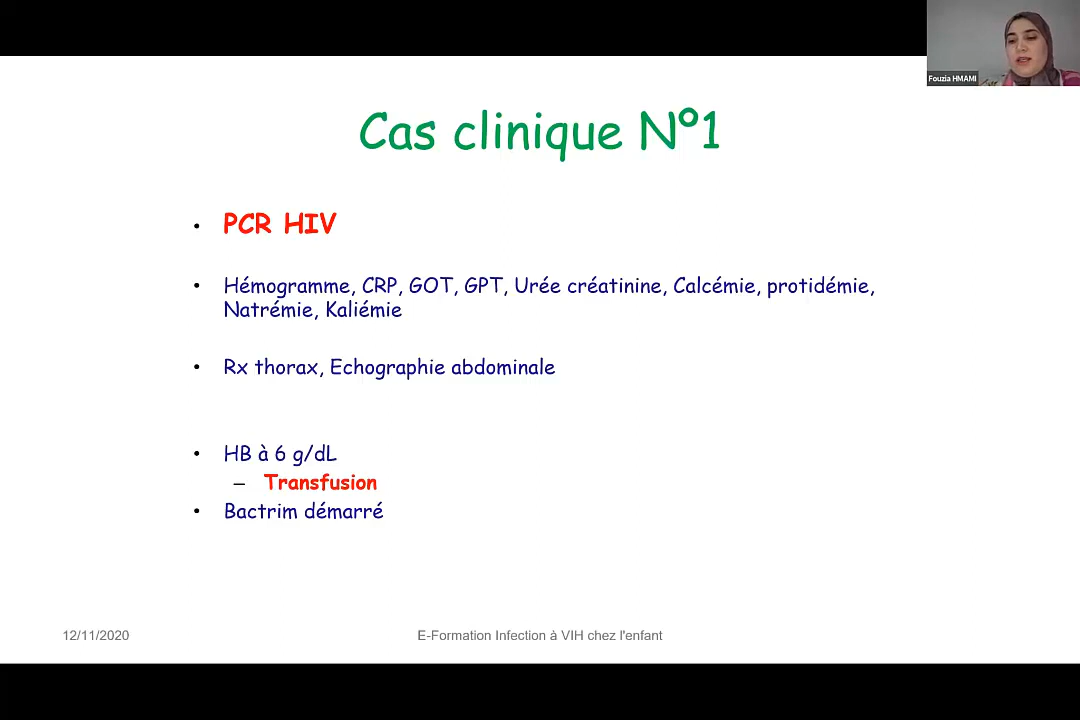 Fouzia HMAMI
Cas clinique Nº1
• PCR HIV
• Hémogramme, CRP, GOT, GPT, Urée créatinine, Calcémie, protidémie,
Natrémie, Kaliémie
• Rx thorax, Echographie abdominale
• HB à 6 g/dL
– Transfusion
• Bactrim démarré
12/11/2020
E-Formation Infection à VIH chez l'enfant